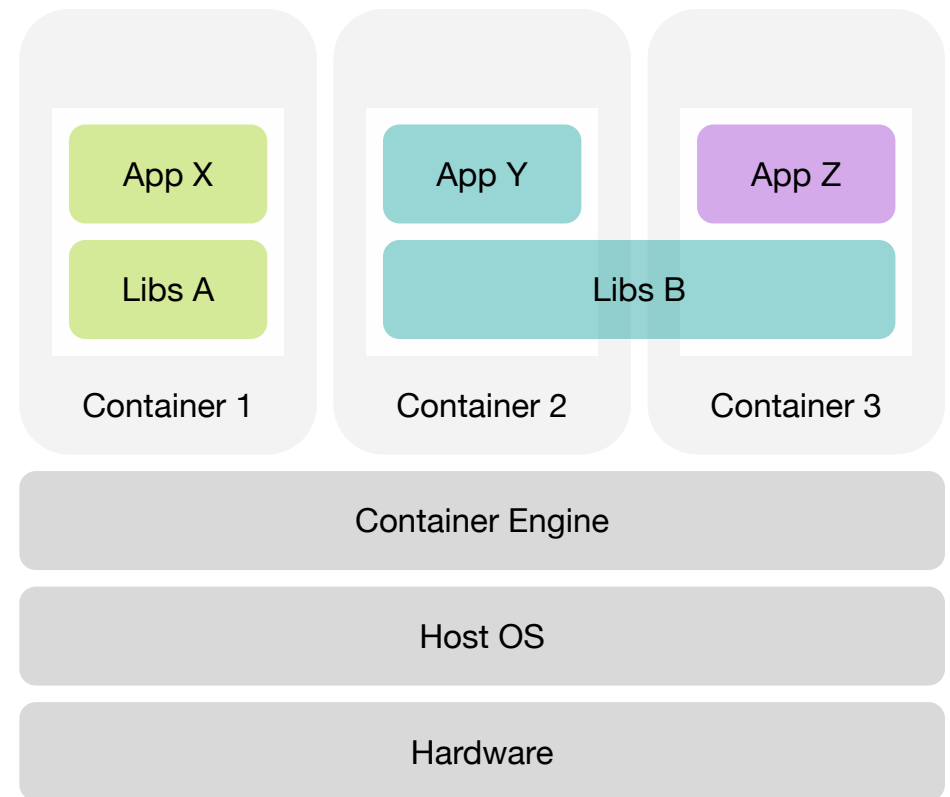 App X
App Y
App Z
Libs A
Libs B
Container 1
Container 2
Container 3
Container Engine
Host OS
Hardware